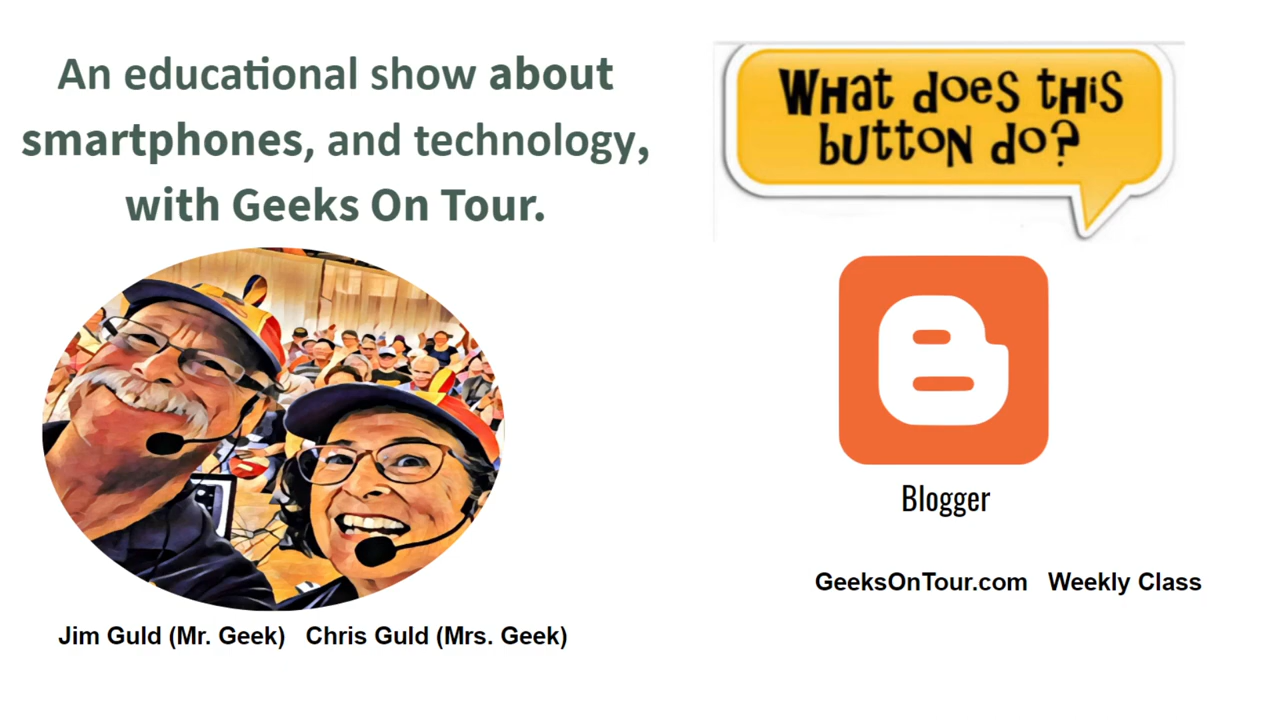 An educational show about
smartphones, and technology,
with Geeks On Tour.
Jim Guld (Mr. Geek) Chris Guld (Mrs. Geek)
What does this
button do?
Blogger
GeeksOnTour.com Weekly Class